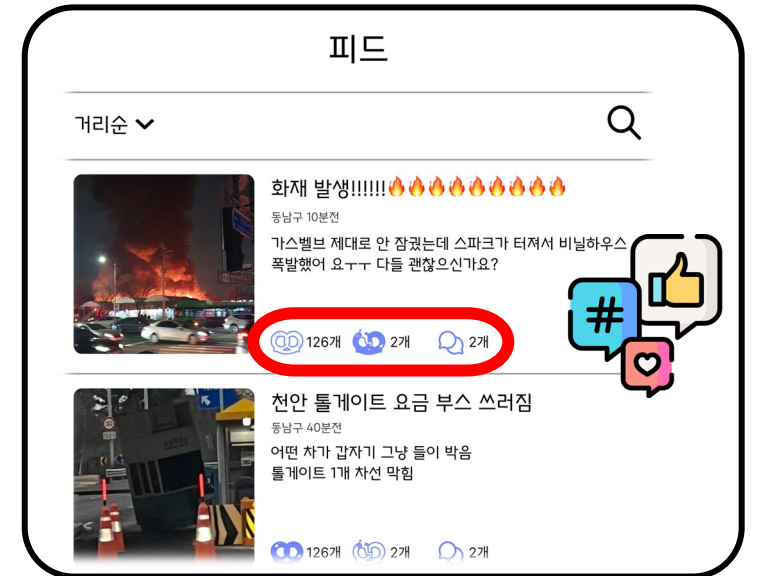 피드
거리순
화재 발생!!!!!!🔥🔥🔥🔥🔥🔥🔥🔥🔥
동남구 10분전
가스벨브 제대로 안 잠궜는데 스파크가 터져서 비닐하우스
폭발했어 요ㅜㅜ 다들 괜찮으신가요?
126개 2개 2개
#
천안 톨게이트 요금 부스 쓰러짐
동남구 40분전
어떤 차가 갑자기 그냥 들이 박음
톨게이트 1개 차선 막힘
126개 2개 2개